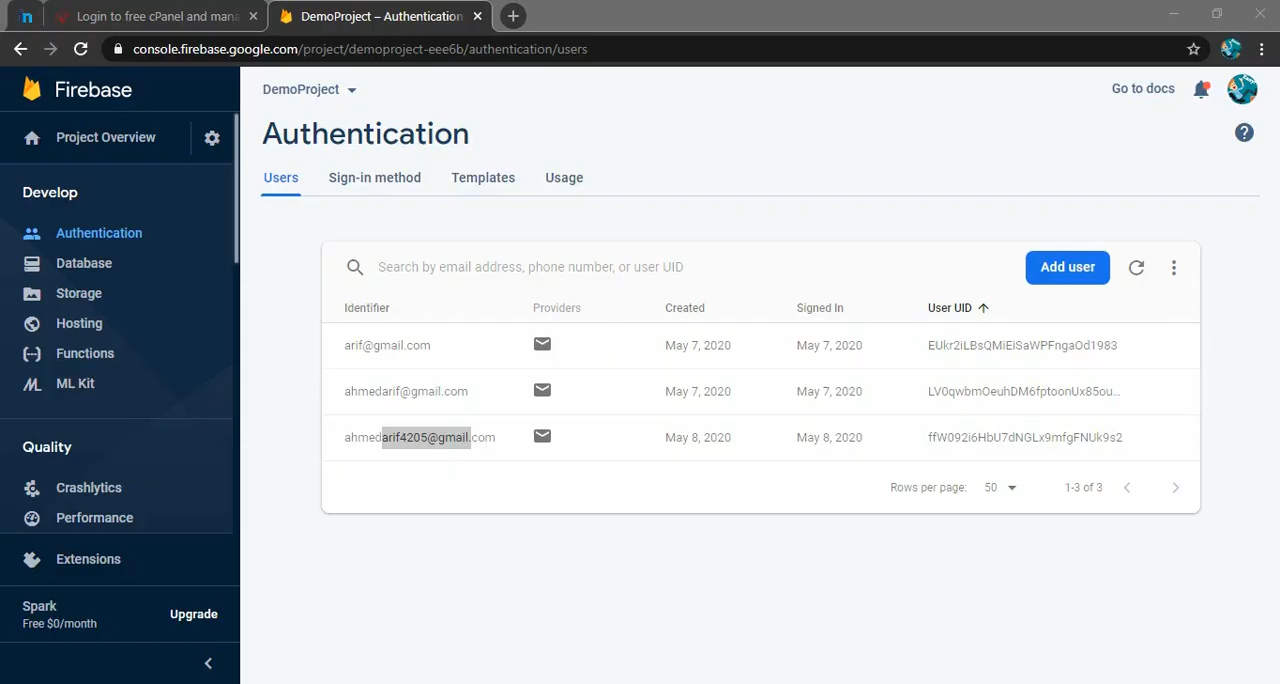 Login to free cPanel and mana
DemoProject – Authentication
console.firebase.google.com/project/demoproject-eee6b/authentication/users
Firebase
Project Overview
Develop
Authentication
Database
Storage
Hosting
Functions
ML Kit
Quality
Crashlytics
Performance
Extensions
Spark
Free $0/month
Upgrade
DemoProject
Go to docs
Authentication
Users Sign-in method Templates Usage
Search by email address, phone number, or user UID
Add user
Identifier Providers Created Signed In User UID
arif@gmail.com May 7, 2020 May 7, 2020 EUkr2iLBsQMiEiSaWPFngaOd1983
ahmedarif@gmail.com May 7, 2020 May 7, 2020 LV0qwbmOeuhDM6fptoonUx85ou...
ahmedarif4205@gmail.com May 8, 2020 May 8, 2020 ffW092i6HbU7dNGLx9mfgFNUk9s2
Rows per page: 50 1-3 of 3